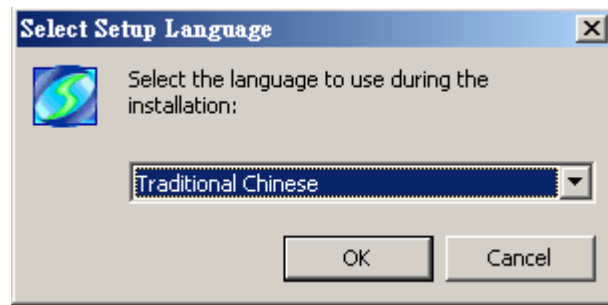 Select Setup Language
Select the language to use during the
installation:
Traditional Chinese
OK
Cancel